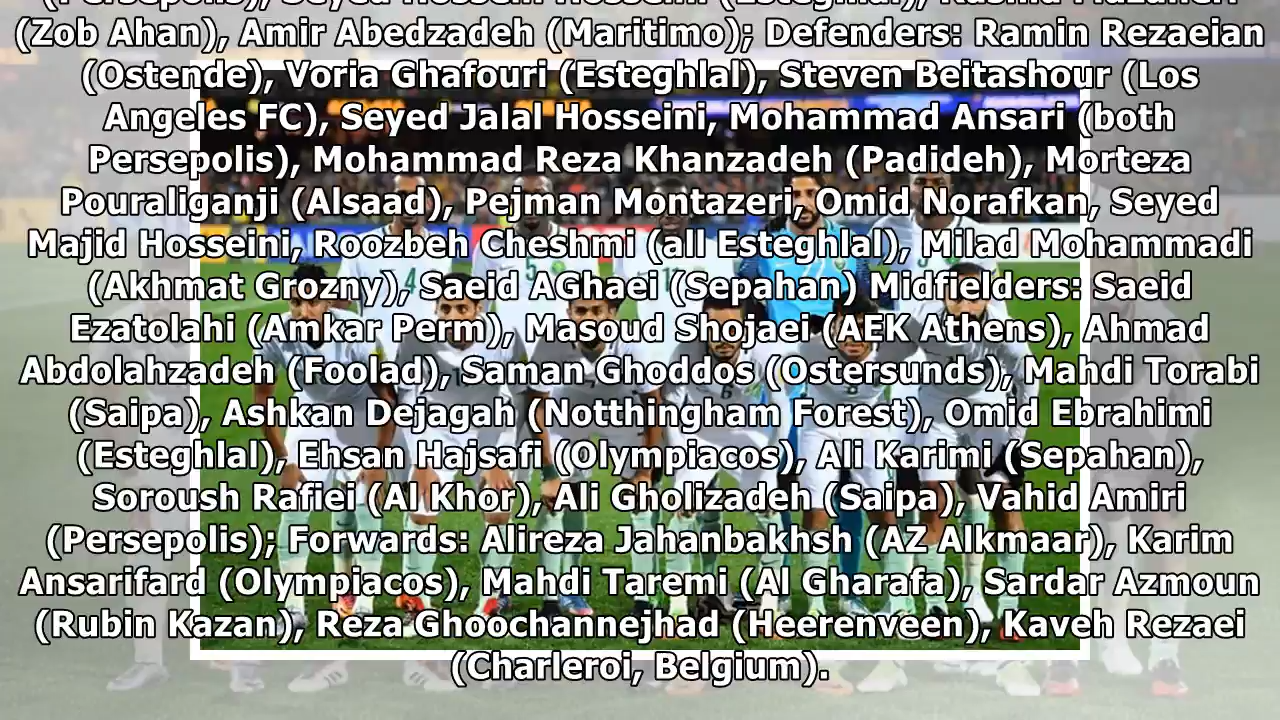 (Zob Ahan), Amir Abedzadeh (Maritimo); Defenders: Ramin Rezaeian
(Ostende), Voria Ghafouri (Esteghlal), Steven Beitashour (Los
Angeles FC), Seyed Jalal Hosseini, Mohammad Ansari (both
Persepolis), Mohammad Reza Khanzadeh (Padideh), Morteza
Pouraliganji (Alsaad), Pejman Montazeri, Omid Norafkan, Seyed
Majid Hosseini, Roozbeh Cheshmi (all Esteghlal), Milad Mohammadi
(Akhmat Grozny), Saeid AGhaei (Sepahan) Midfielders: Saeid
Ezatolahi (Amkar Perm), Masoud Shojaei (AEK Athens), Ahmad
Abdolahzadeh (Foolad), Saman Ghoddos (Ostersunds), Mahdi Torabi
(Saipa), Ashkan Dejagah (Notthingham Forest), Omid Ebrahimi
(Esteghlal), Ehsan Hajsafi (Olympiacos), Ali Karimi (Sepahan),
Soroush Rafiei (Al Khor), Ali Gholizadeh (Saipa), Vahid Amiri
(Persepolis); Forwards: Alireza Jahanbakhsh (AZ Alkmaar), Karim
Ansarifard (Olympiacos), Mahdi Taremi (Al Gharafa), Sardar Azmoun
(Rubin Kazan), Reza Ghoochannejhad (Heerenveen), Kaveh Rezaei
(Charleroi, Belgium).